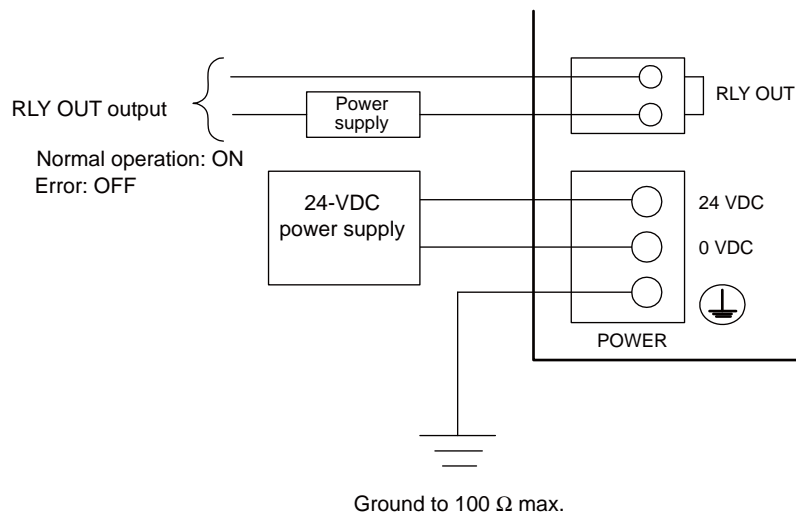 RLY OUT output
Power
supply
RLY OUT
Normal operation: ON
Error: OFF
24-VDC
power supply
24 VDC
0 VDC
POWER
Ground to 100 Ω max.